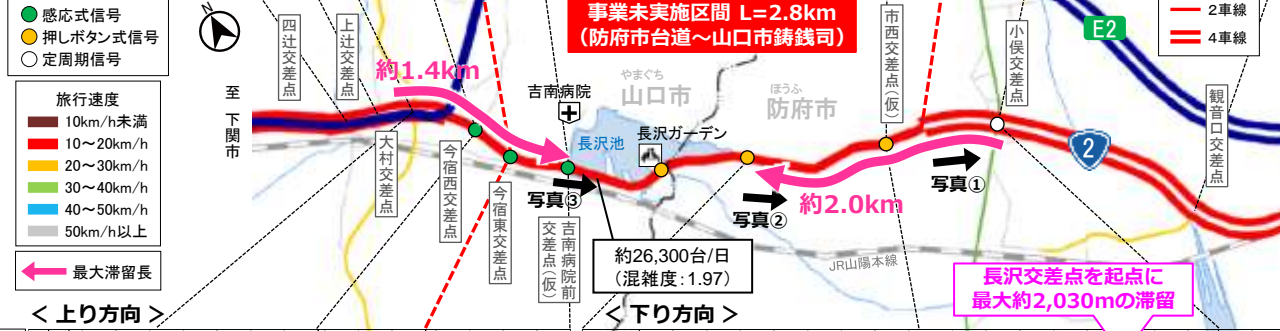 感応式信号
押しボタン式信号
定周期信号
旅行速度
10km/h未満
10～20km/h
20～30km/h
30～40km/h
40～50km/h
50km/h以上
最大滞留長
＜ 上り方向 ＞
N
至 下関市
四辻交差点
上辻交差点
約1.4km
大村交差点
今宿西交差点
今宿東交差点
吉南病院
長沢池
長沢ガーデン
写真③
吉南病院前
交差点(仮)
事業未実施区間 L=2.8km
（防府市台道～山口市鋳銭司）
やまぐち
山口市
ほうふ
防府市
約26,300台/日
（混雑度：1.97）
＜ 下り方向 ＞
写真②
約2.0km
写真①
市西交差点(仮)
小俣交差点
E2
2
2車線
4車線
観音口交差点
JR山陽本線
長沢交差点を起点に
最大約2,030mの滞留